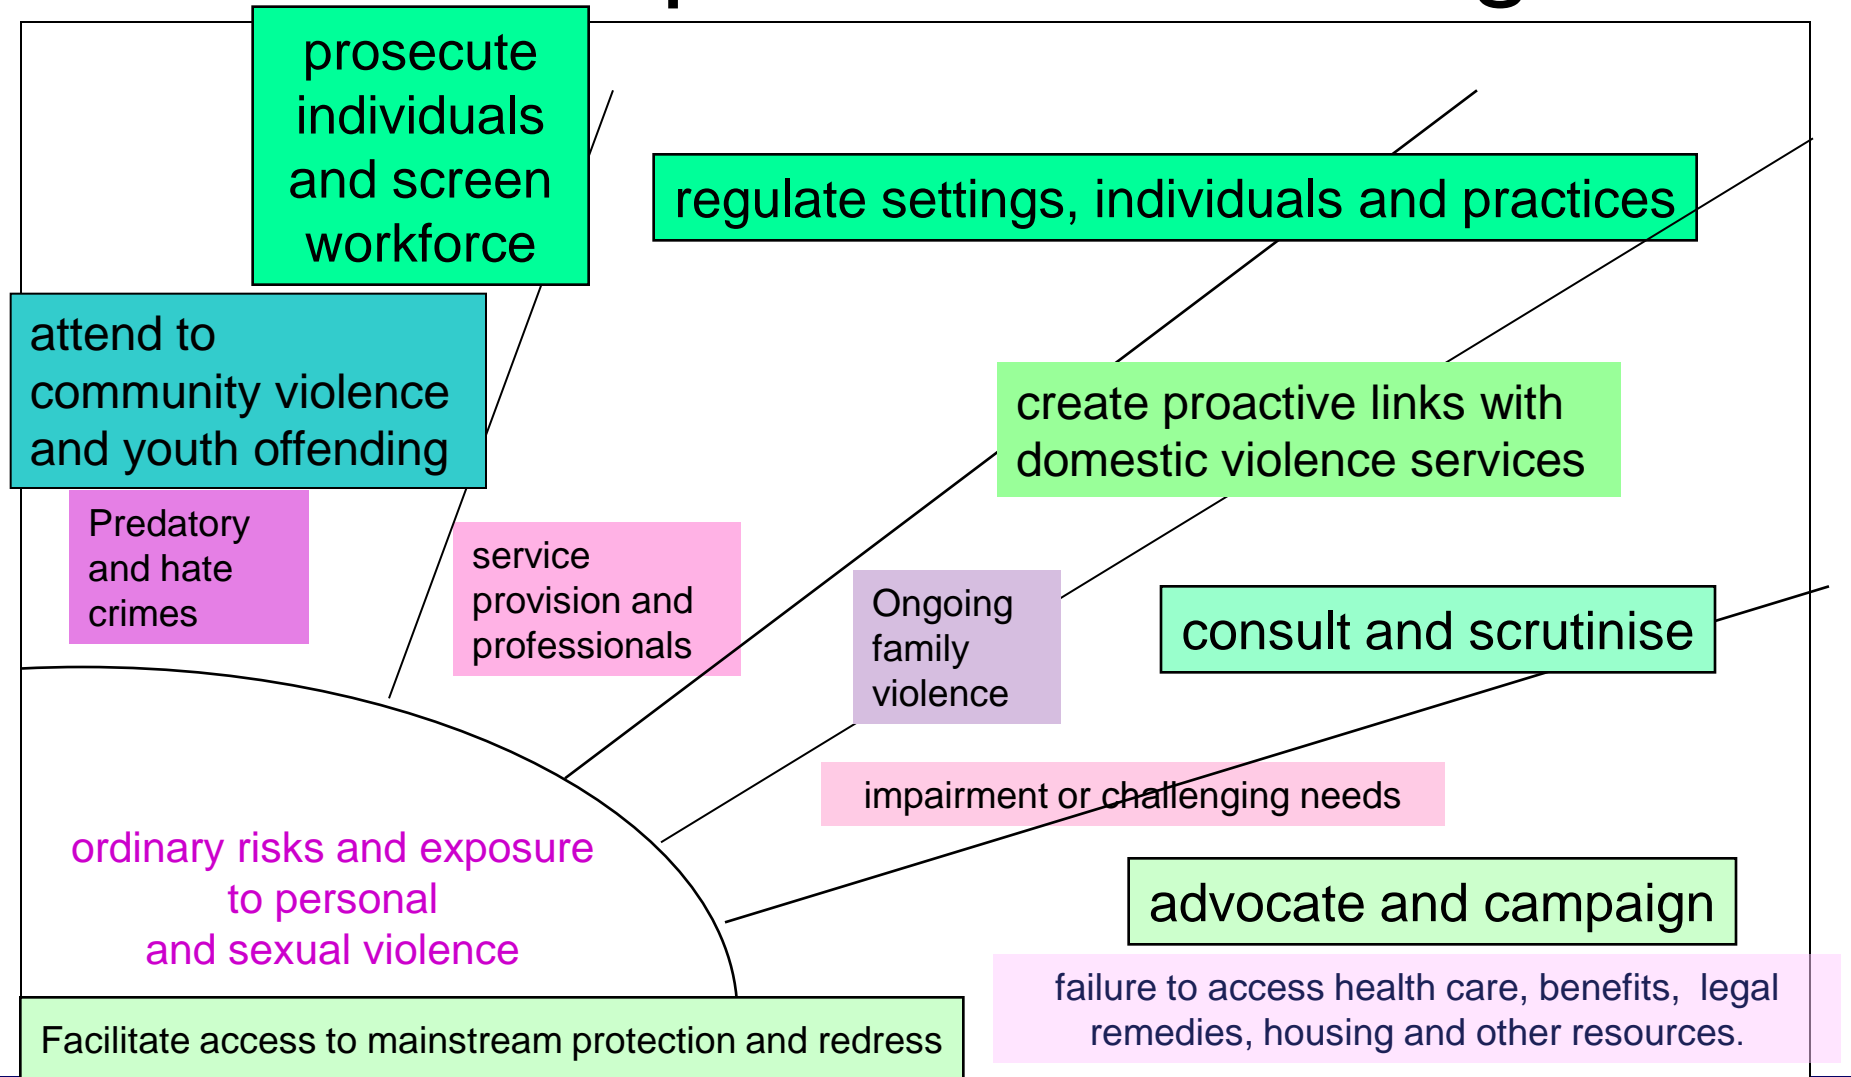 prosecute
individuals
and screen
workforce
regulate settings, individuals and practices
attend to
community violence
and youth offending
create proactive links with
domestic violence services
Predatory
and hate
crimes
service
provision and
professionals
Ongoing
family
violence
consult and scrutinise
impairment or challenging needs
ordinary risks and exposure
to personal
and sexual violence
advocate and campaign
failure to access health care, benefits, legal
remedies, housing and other resources.
Facilitate access to mainstream protection and redress